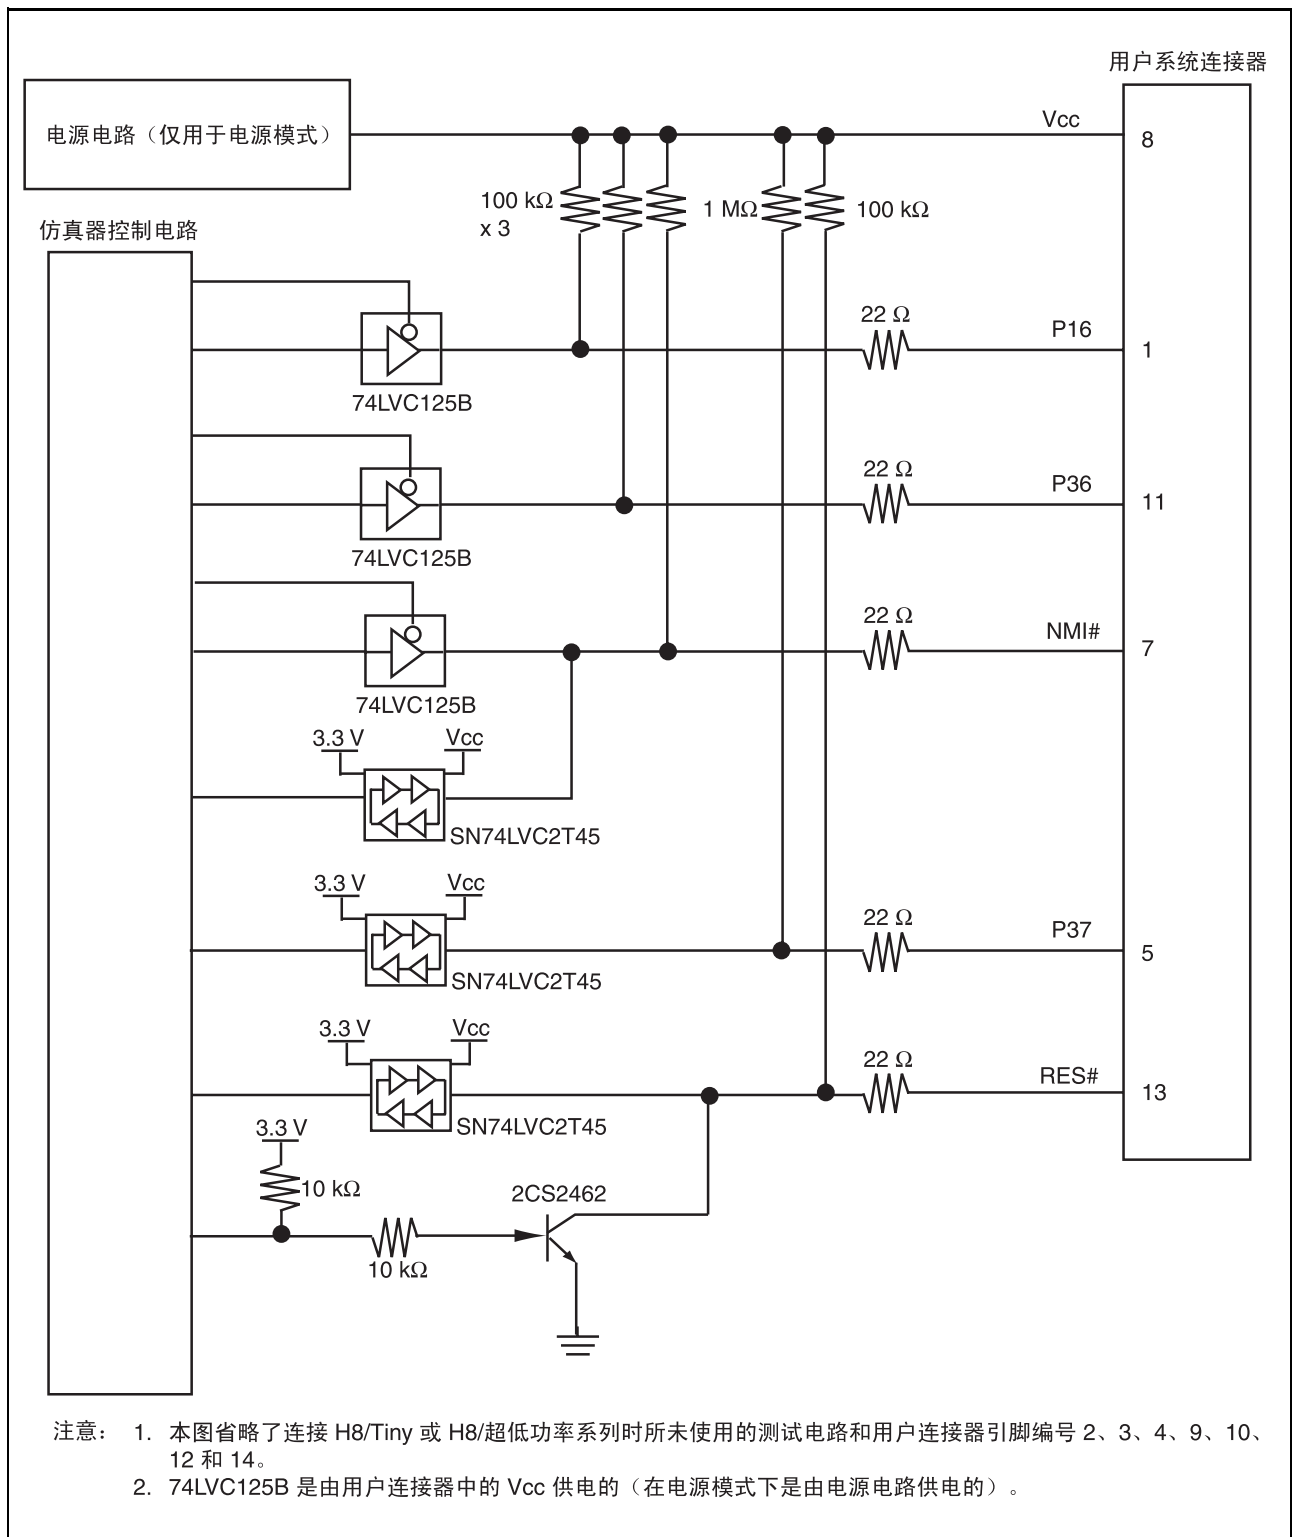 用户系统连接器
电源电路（仅用于电源模式）
Vcc
8
100 kΩ
x 3
1 MΩ
100 kΩ
仿真器控制电路
22 Ω
P16
1
74LVC125B
22 Ω
P36
11
74LVC125B
22 Ω
NMI#
7
74LVC125B
3.3 V
Vcc
SN74LVC2T45
3.3 V
Vcc
22 Ω
P37
5
SN74LVC2T45
3.3 V
Vcc
22 Ω
RES#
13
SN74LVC2T45
3.3 V
10 kΩ
2CS2462
10 kΩ
注意： 1. 本图省略了连接 H8/Tiny 或 H8/超低功率系列时所未使用的测试电路和用户连接器引脚编号 2、3、4、9、10、
12 和 14。
2. 74LVC125B 是由用户连接器中的 Vcc 供电的（在电源模式下是由电源电路供电的）。